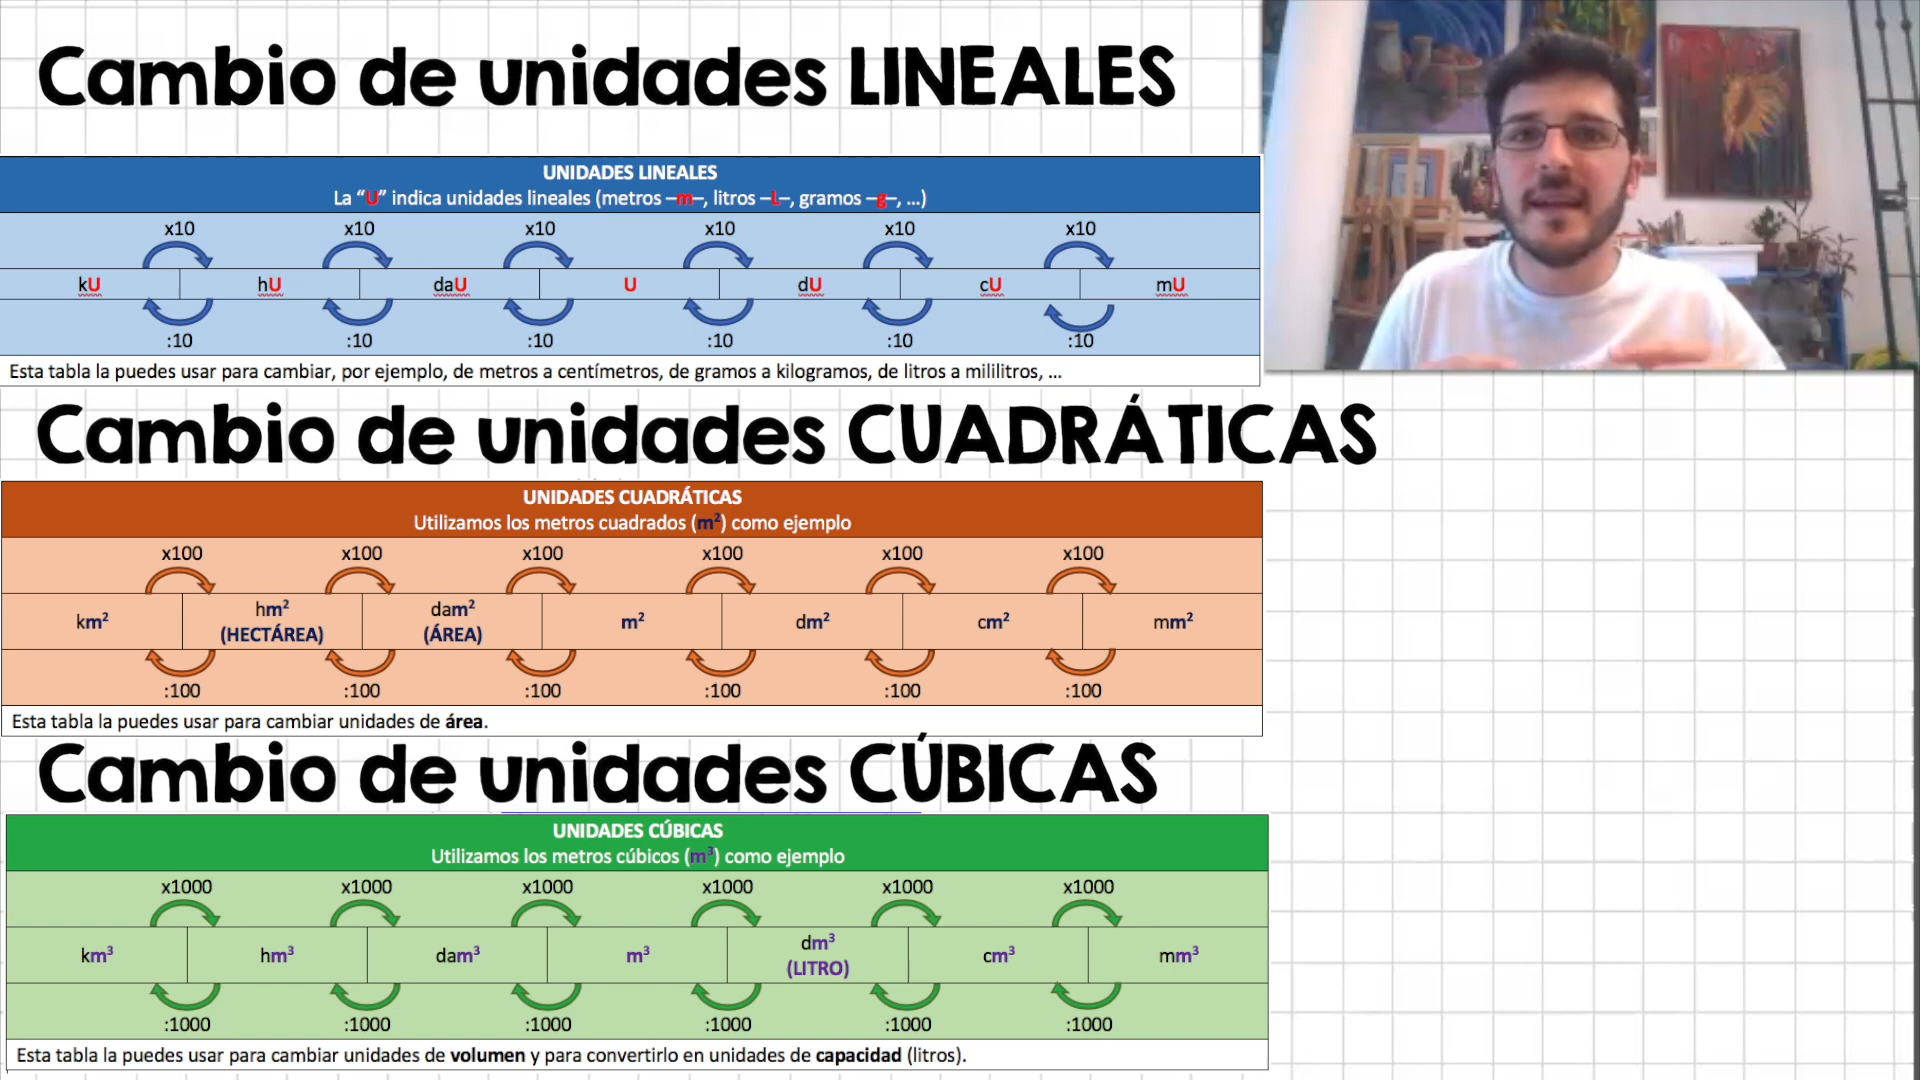 Cambio de unidades LINEALES
UNIDADES LINEALES
La “U” indica unidades lineales (metros –m–, litros –L–, gramos –g–, ...)
x10 x10 x10 x10 x10 x10
kU hU daU U dU cU mU
:10 :10 :10 :10 :10 :10
Esta tabla la puedes usar para cambiar, por ejemplo, de metros a centímetros, de gramos a kilogramos, de litros a mililitros, ...
Cambio de unidades CUADRÁTICAS
UNIDADES CUADRÁTICAS
Utilizamos los metros cuadrados (m²) como ejemplo
x100 x100 x100 x100 x100 x100
km² hm² (HECTÁREA) dam² (ÁREA) m² dm² cm² mm²
:100 :100 :100 :100 :100 :100
Esta tabla la puedes usar para cambiar unidades de área.
Cambio de unidades CÚBICAS
UNIDADES CÚBICAS
Utilizamos los metros cúbicos (m³) como ejemplo
x1000 x1000 x1000 x1000 x1000 x1000
km³ hm³ dam³ m³ dm³ (LITRO) cm³ mm³
:1000 :1000 :1000 :1000 :1000 :1000
Esta tabla la puedes usar para cambiar unidades de volumen y para convertirlo en unidades de capacidad (litros).